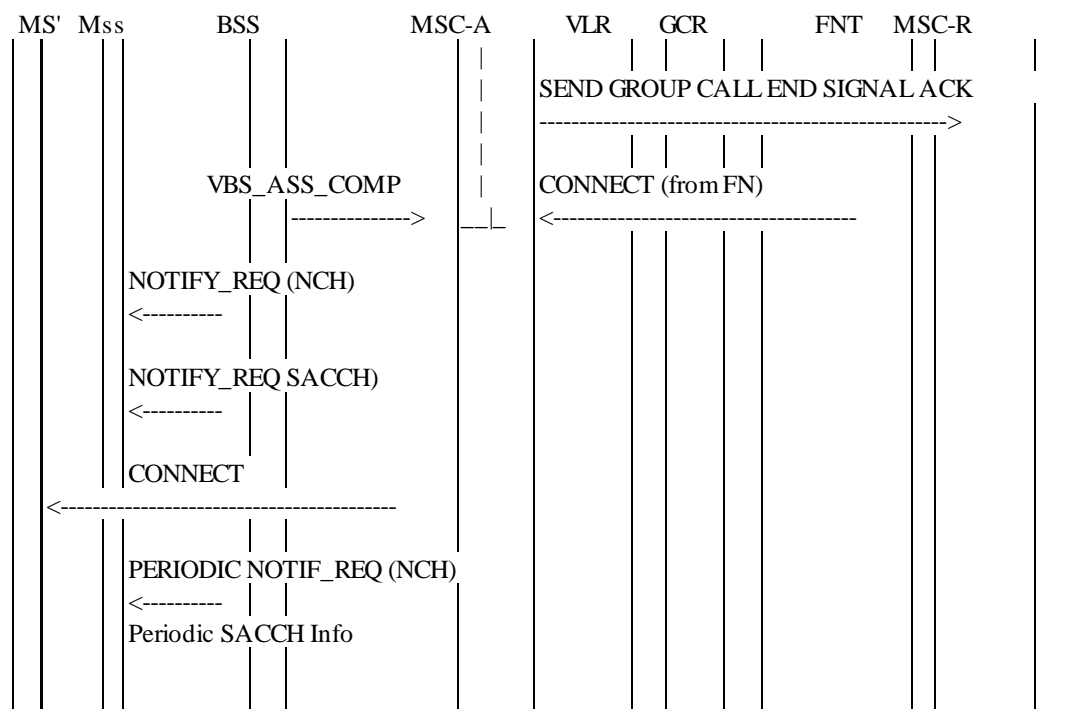 MS' Mss BSS MSC-A VLR GCR FNT MSC-R
SEND GROUP CALL END SIGNAL ACK
VBS_ASS_COMP CONNECT (from FN)
NOTIFY_REQ (NCH)
NOTIFY_REQ SACCH)
CONNECT
PERIODIC NOTIF_REQ (NCH)
Periodic SACCH Info